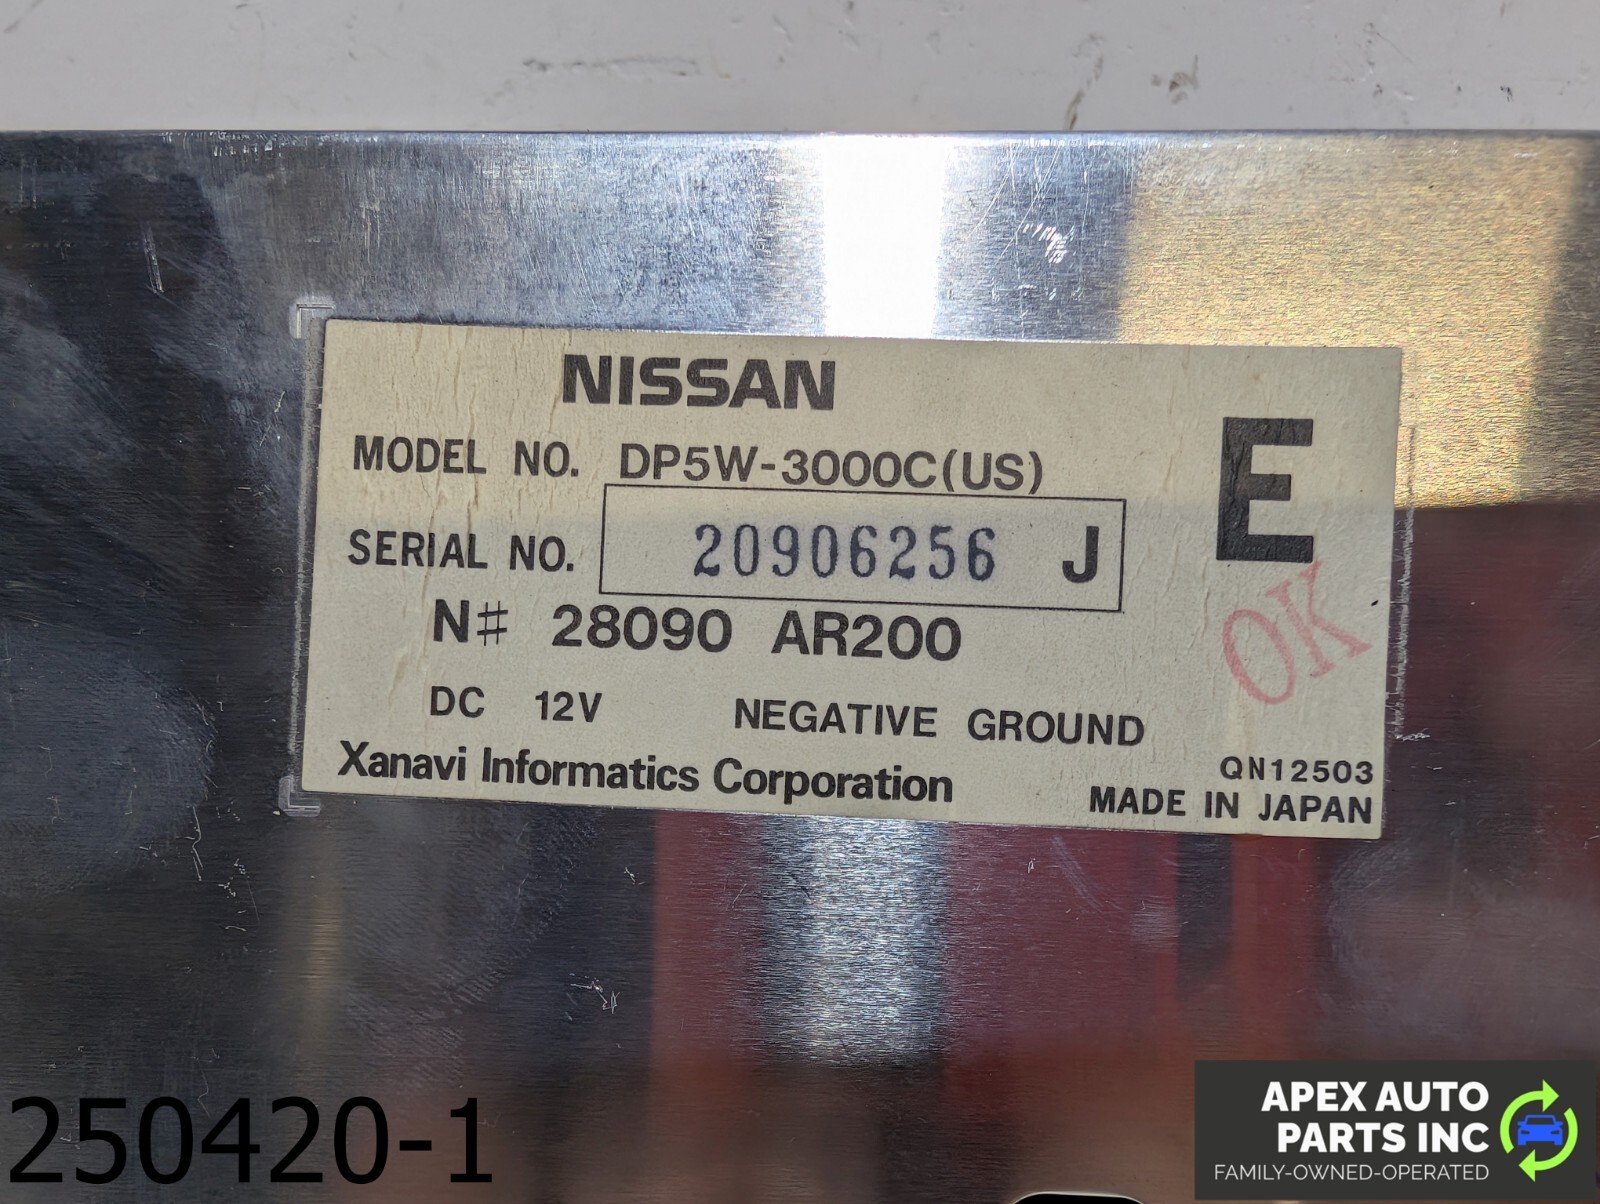 NISSAN
MODEL NO. DP5W-3000C(US)
E
SERIAL NO. 20906256 J
N# 28090 AR200
OK
DC 12V NEGATIVE GROUND
Xanavi Informatics Corporation
QN12503
MADE IN JAPAN
250420-1
APEX AUTO
PARTS INC
FAMILY-OWNED-OPERATED